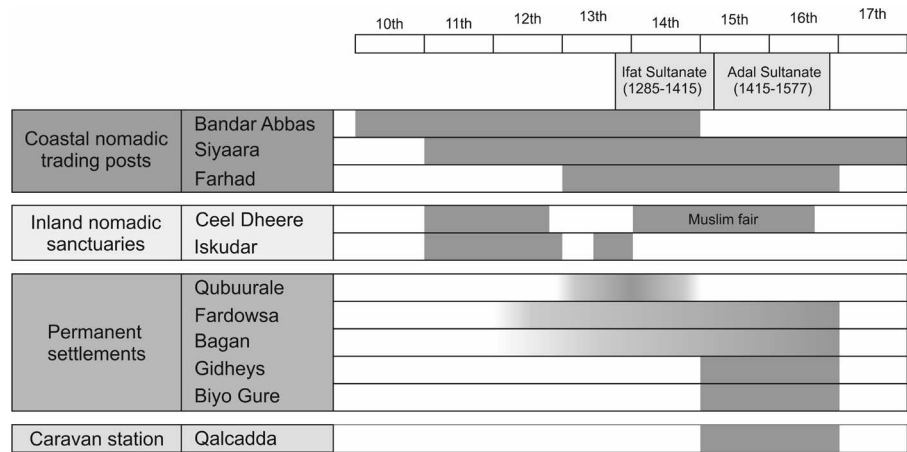 10th 11th 12th 13th 14th 15th 16th 17th
Ifat Sultanate
(1285-1415)
Adal Sultanate
(1415-1577)
Coastal nomadic
trading posts
Bandar Abbas
Siyaara
Farhad
Inland nomadic
sanctuaries
Ceel Dheere
Muslim fair
Iskudar
Permanent
settlements
Qubuurale
Fardowsa
Bagan
Gidheys
Biyo Gure
Caravan station
Qalcadda